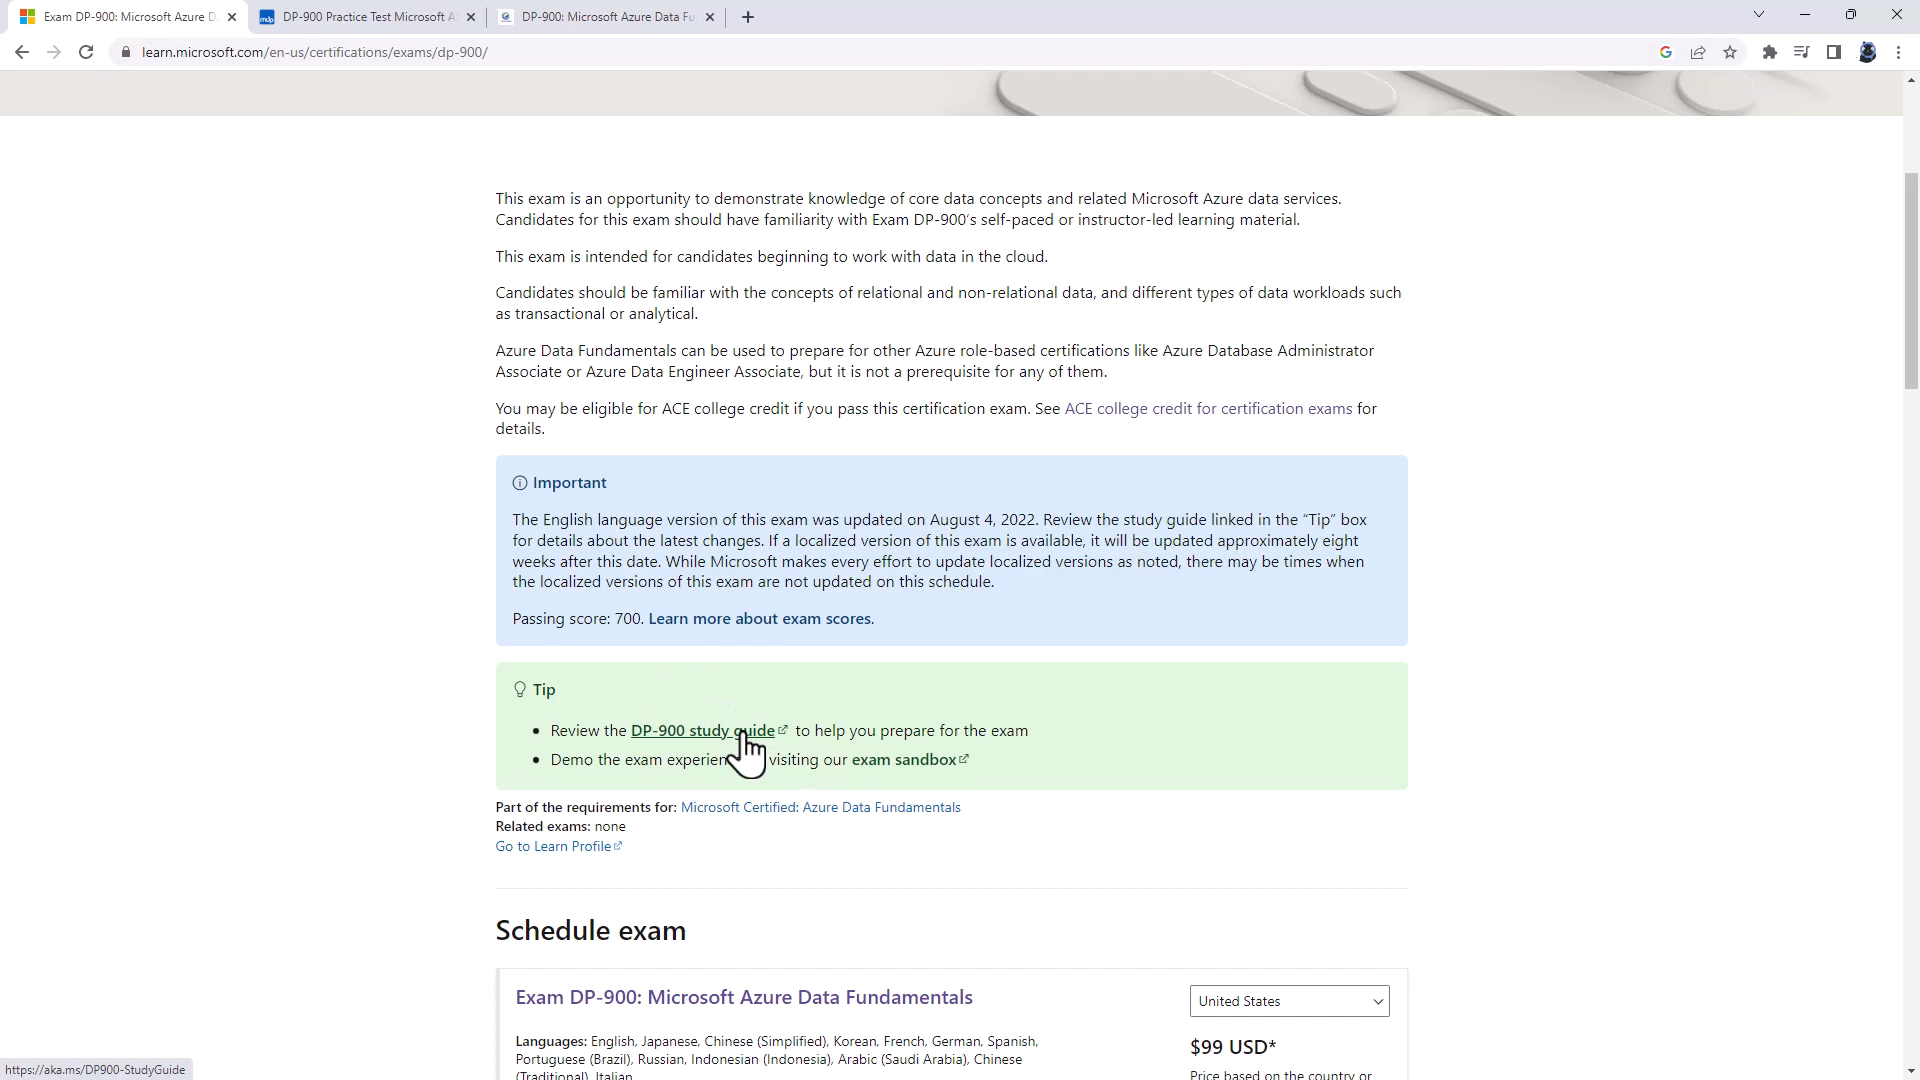 Exam DP-900: Microsoft Azure D
DP-900 Practice Test Microsoft A
DP-900: Microsoft Azure Data Fu
learn.microsoft.com/en-us/certifications/exams/dp-900/
This exam is an opportunity to demonstrate knowledge of core data concepts and related Microsoft Azure data services.
Candidates for this exam should have familiarity with Exam DP-900's self-paced or instructor-led learning material.
This exam is intended for candidates beginning to work with data in the cloud.
Candidates should be familiar with the concepts of relational and non-relational data, and different types of data workloads such
as transactional or analytical.
Azure Data Fundamentals can be used to prepare for other Azure role-based certifications like Azure Database Administrator
Associate or Azure Data Engineer Associate, but it is not a prerequisite for any of them.
You may be eligible for ACE college credit if you pass this certification exam. See ACE college credit for certification exams for
details.
Important
The English language version of this exam was updated on August 4, 2022. Review the study guide linked in the “Tip” box
for details about the latest changes. If a localized version of this exam is available, it will be updated approximately eight
weeks after this date. While Microsoft makes every effort to update localized versions as noted, there may be times when
the localized versions of this exam are not updated on this schedule.
Passing score: 700. Learn more about exam scores.
Tip
• Review the DP-900 study guide to help you prepare for the exam
• Demo the exam experien visiting our exam sandbox
Part of the requirements for: Microsoft Certified: Azure Data Fundamentals
Related exams: none
Go to Learn Profile
Schedule exam
Exam DP-900: Microsoft Azure Data Fundamentals
United States
Languages: English, Japanese, Chinese (Simplified), Korean, French, German, Spanish,
$99 USD*
Portuguese (Brazil), Russian, Indonesian (Indonesia), Arabic (Saudi Arabia), Chinese
(Traditional), Italian
Price based on the country or
https://aka.ms/DP900-StudyGuide